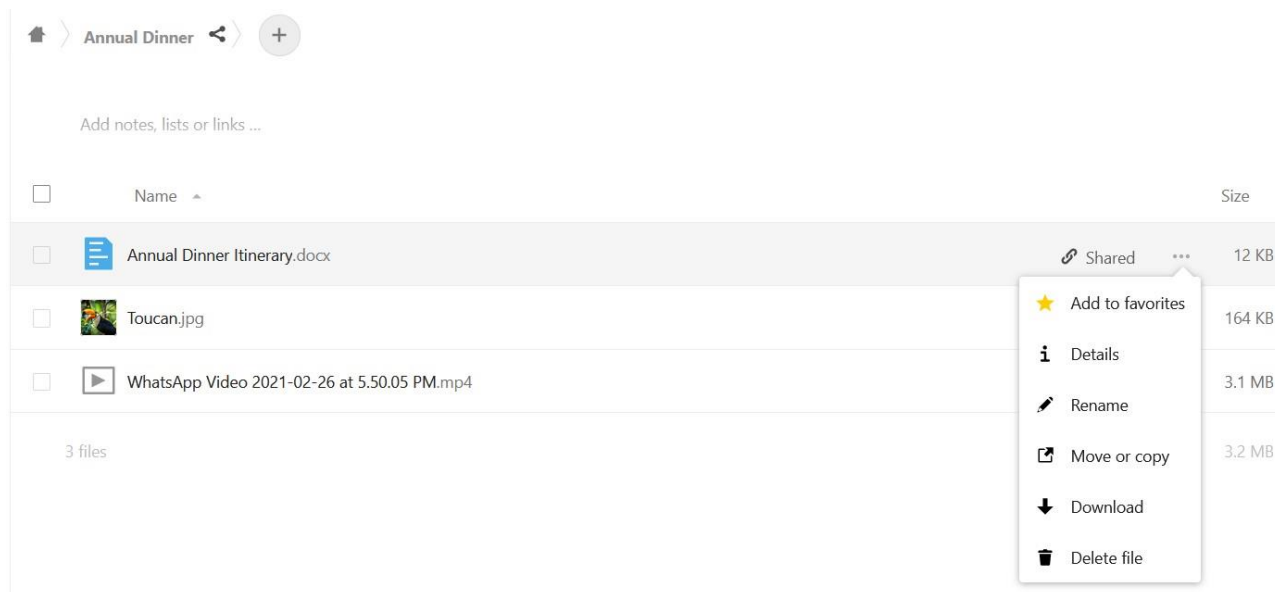 Annual Dinner
Add notes, lists or links ...
Name Size
Annual Dinner Itinerary.docx Shared ... 12 KB
Add to favorites
Toucan.jpg 164 KB
Details
WhatsApp Video 2021-02-26 at 5.50.05 PM.mp4 3.1 MB
Rename
3 files 3.2 MB
Move or copy
Download
Delete file